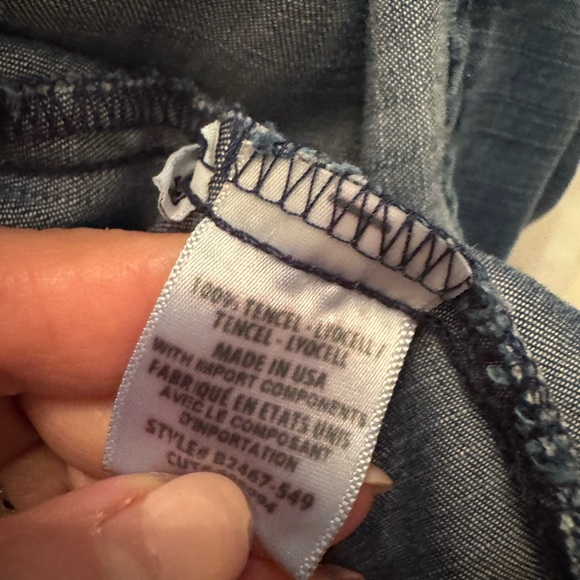 100% TENCEL - LYOCELL /
TENCEL - LYOCELL
MADE IN USA
WITH IMPORT COMPONENTS
FABRIQUÉ EN ETATS UNIS
AVEC LE COMPOSANT
D'INPORTATION
STYLE# B2467-549